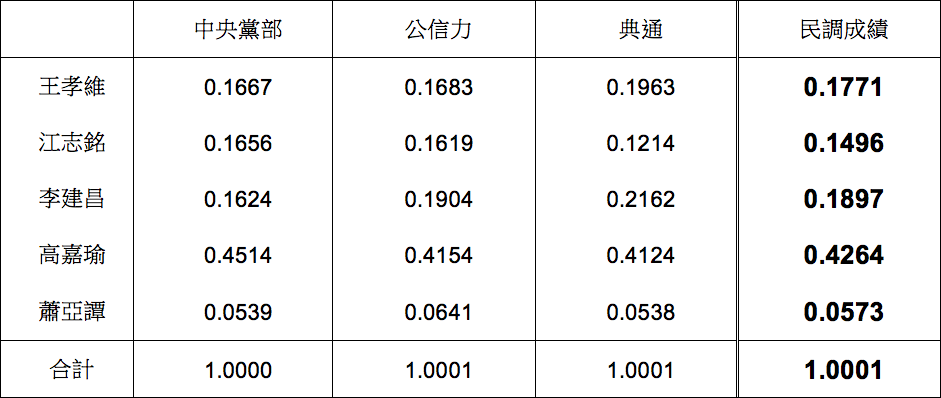 中央黨部 公信力 典通 民調成績
王孝維 0.1667 0.1683 0.1963 0.1771
江志銘 0.1656 0.1619 0.1214 0.1496
李建昌 0.1624 0.1904 0.2162 0.1897
高嘉瑜 0.4514 0.4154 0.4124 0.4264
蕭亞譚 0.0539 0.0641 0.0538 0.0573
合計 1.0000 1.0001 1.0001 1.0001